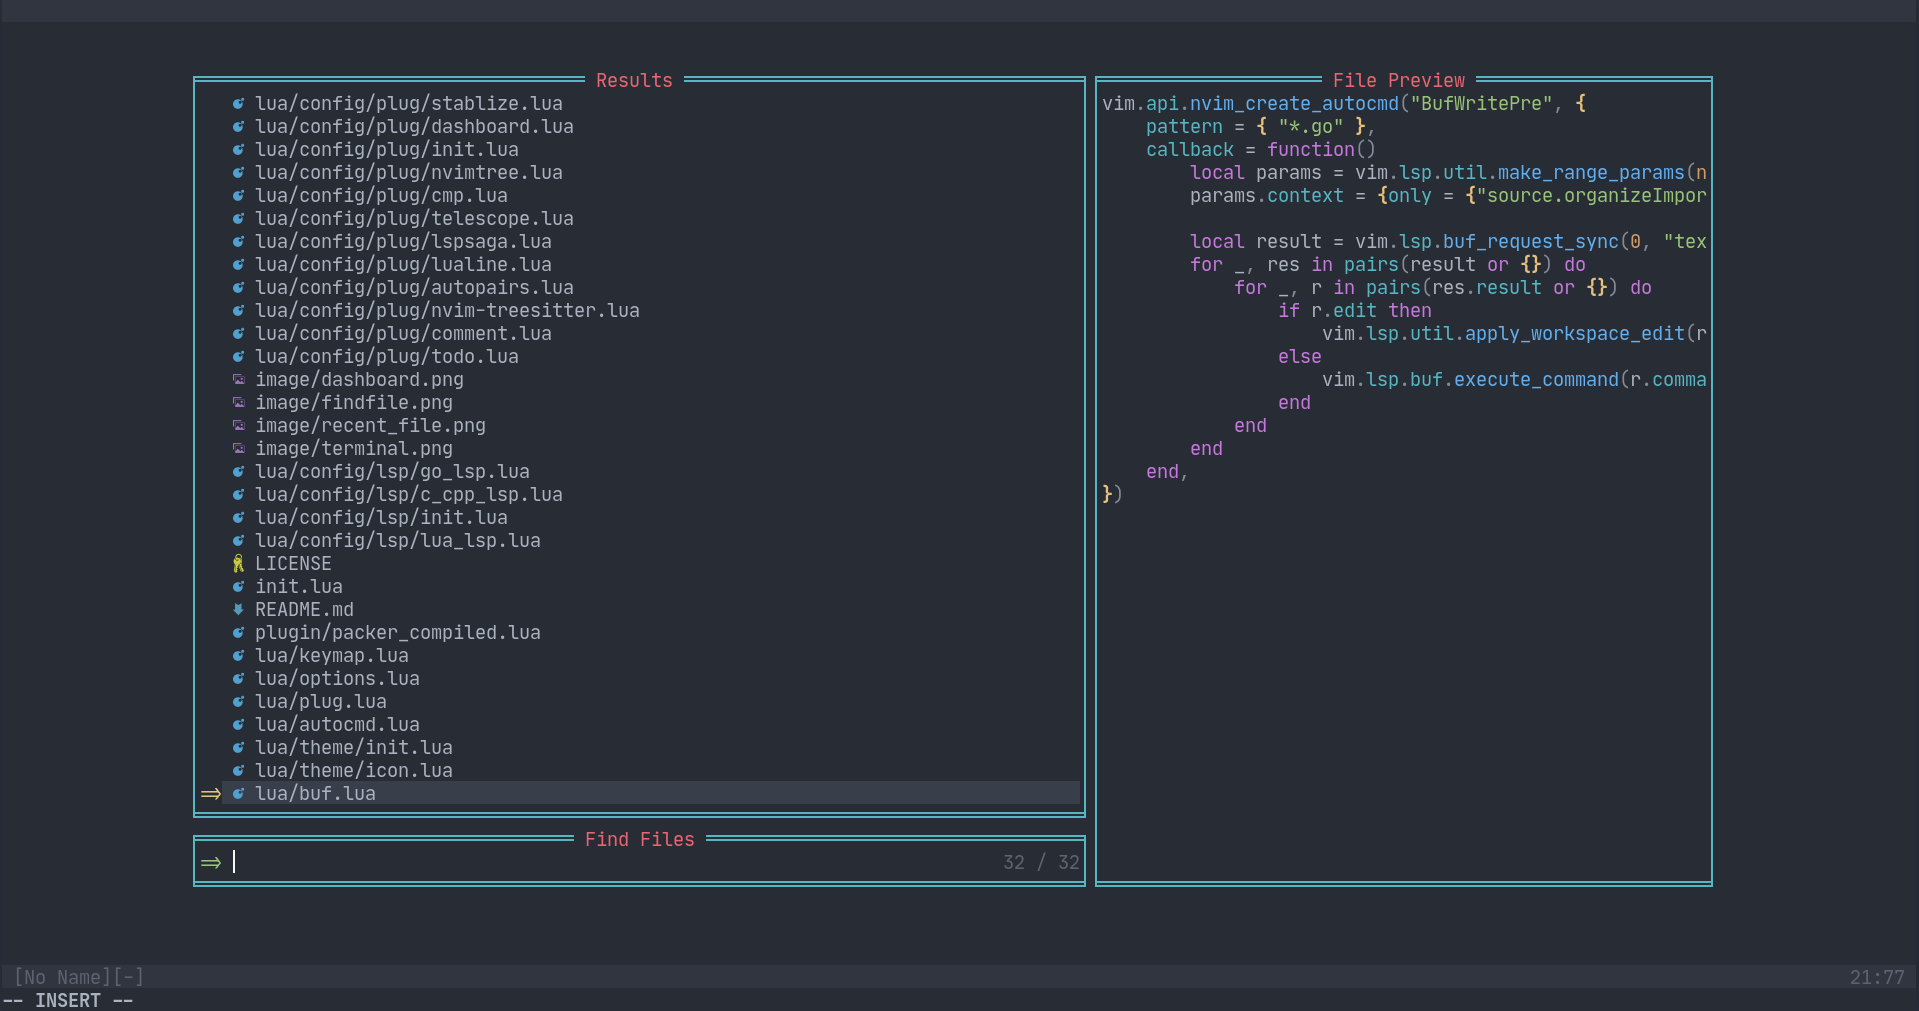 Results
lua/config/plug/stablize.lua
lua/config/plug/dashboard.lua
lua/config/plug/init.lua
lua/config/plug/nvimtree.lua
lua/config/plug/cmp.lua
lua/config/plug/telescope.lua
lua/config/plug/lspsaga.lua
lua/config/plug/lualine.lua
lua/config/plug/autopairs.lua
lua/config/plug/nvim-treesitter.lua
lua/config/plug/comment.lua
lua/config/plug/todo.lua
image/dashboard.png
image/findfile.png
image/recent_file.png
image/terminal.png
lua/config/lsp/go_lsp.lua
lua/config/lsp/c_cpp_lsp.lua
lua/config/lsp/init.lua
lua/config/lsp/lua_lsp.lua
LICENSE
init.lua
README.md
plugin/packer_compiled.lua
lua/keymap.lua
lua/options.lua
lua/plug.lua
lua/autocmd.lua
lua/theme/init.lua
lua/theme/icon.lua
=> lua/buf.lua
Find Files
=> 32 / 32
File Preview
vim.api.nvim_create_autocmd("BufWritePre", {
    pattern = { "*.go" },
    callback = function()
        local params = vim.lsp.util.make_range_params(n
        params.context = {only = {"source.organizeImpor
        local result = vim.lsp.buf_request_sync(0, "tex
        for _, res in pairs(result or {}) do
            for _, r in pairs(res.result or {}) do
                if r.edit then
                    vim.lsp.util.apply_workspace_edit(r
                else
                    vim.lsp.buf.execute_command(r.comma
                end
            end
        end
    end,
})
[No Name][-] 21:77
-- INSERT --